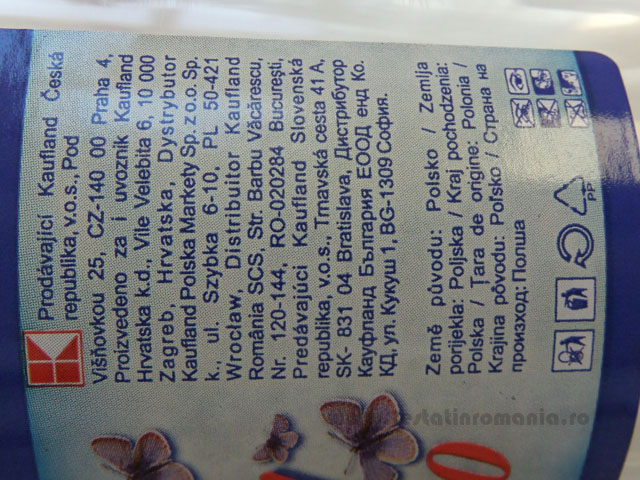 Prodávající Kaufland Česká
republika, v.o.s., Pod
Višňovkou 25, CZ-140 00 Praha 4,
Proizvedeno za i uvoznik Kaufland
Hrvatska k.d., Vile Velebita 6, 10 000
Zagreb, Hrvatska, Dystrybutor
Kaufland Polska Markety Sp. z o.o. Sp.
k., ul. Szybka 6-10, PL 50-421
Wrocław, Distribuitor Kaufland
România SCS, Str. Barbu Văcărescu,
Nr. 120-144, RO-020284 București,
Predávajúci Kaufland Slovenská
republika, v.o.s., Trnavská cesta 41 A,
SK- 831 04 Bratislava, Дистрибутор
Кауфланд България ЕООД енд Ко.
КД, ул. Кукуш 1, BG-1309 София.
Země původu: Polsko / Zemlja
porijekla: Poljska / Kraj pochodzenia:
Polska / Țara de origine: Polonia /
Krajina pôvodu: Poľsko / Страна на
произход: Полша
PP
O
estatinromania.ro